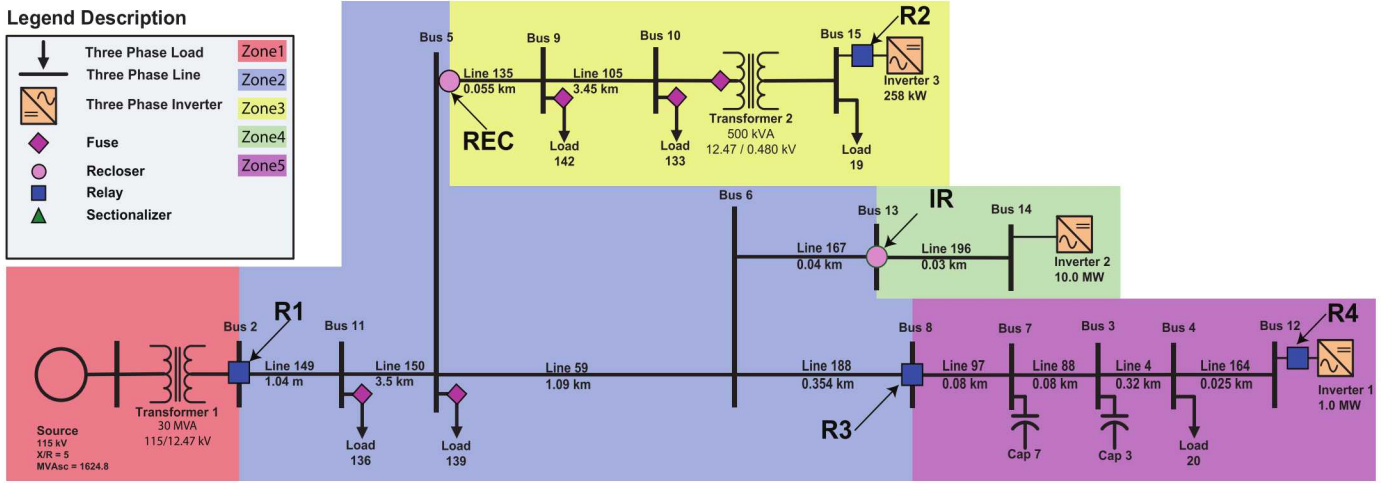 Legend Description
Three Phase Load
Three Phase Line
Three Phase Inverter
Fuse
Recloser
Relay
Sectionalizer
Zone1
Zone2
Zone3
Zone4
Zone5
Bus 5
REC
Line 135
0.055 km
Bus 9
Load
142
Line 105
3.45 km
Bus 10
Load
133
Transformer 2
500 kVA
12.47 / 0.480 kV
Bus 15
R2
Inverter 3
258 kW
Load
19
Bus 6
Line 167
0.04 km
Bus 13
IR
Line 196
0.03 km
Bus 14
Inverter 2
10.0 MW
Source
115 kV
X/R = 5
MVAsc = 1624.8
Transformer 1
30 MVA
115/12.47 kV
Bus 2
R1
Line 149
1.04 m
Bus 11
Load
136
Line 150
3.5 km
Load
139
Line 59
1.09 km
Line 188
0.354 km
Bus 8
R3
Line 97
0.08 km
Bus 7
Cap 7
Line 88
0.08 km
Bus 3
Cap 3
Line 4
0.32 km
Bus 4
Load
20
Line 164
0.025 km
Bus 12
R4
Inverter 1
1.0 MW